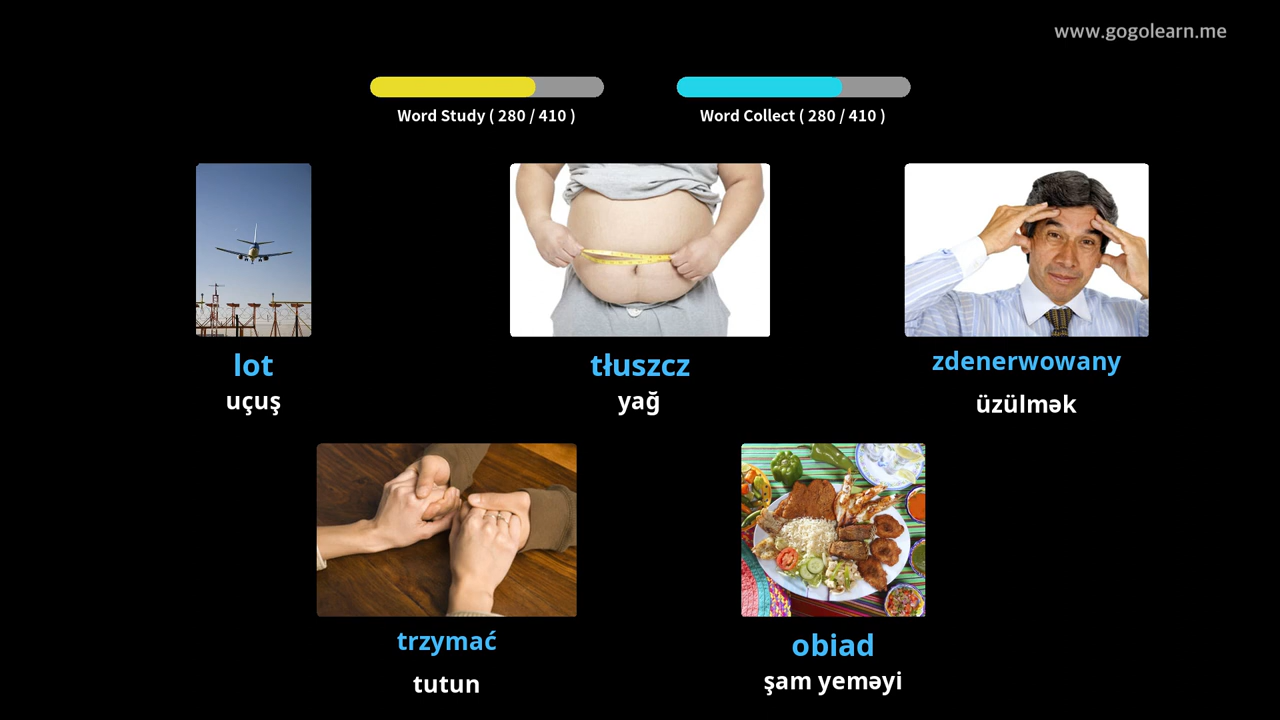 www.gogolearn.me
Word Study ( 280 / 410 )
Word Collect ( 280 / 410 )
lot
uçuş
tłuszcz
yağ
zdenerwowany
üzülmək
trzymać
tutun
obiad
şam yeməyi